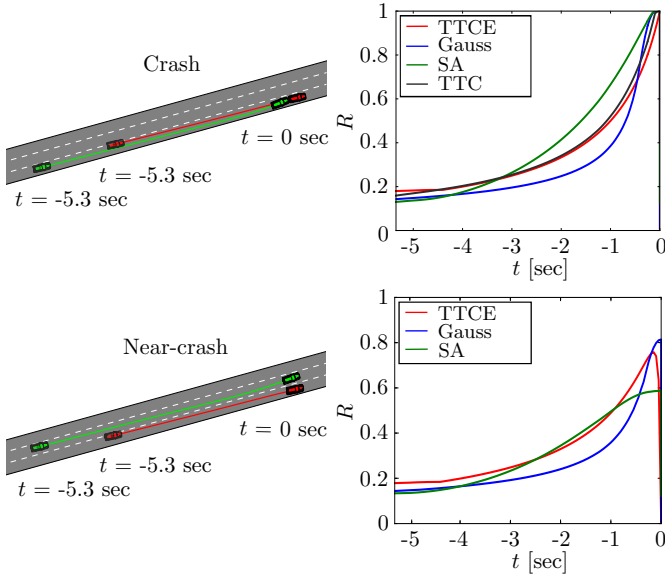 Crash
t = 0 sec
t = -5.3 sec
t = -5.3 sec
1
0.8
0.6
0.4
0.2
0
R
TTCE
Gauss
SA
TTC
-5
-4
-3
-2
-1
0
t [sec]
Near-crash
t = 0 sec
t = -5.3 sec
t = -5.3 sec
1
0.8
0.6
0.4
0.2
0
R
TTCE
Gauss
SA
-5
-4
-3
-2
-1
0
t [sec]